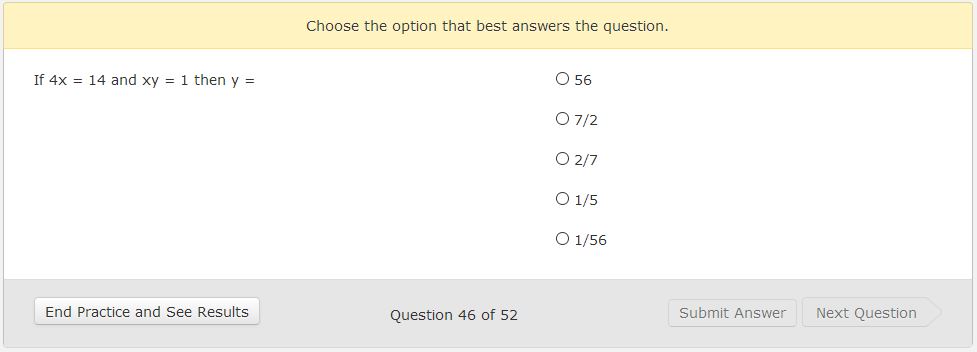 Choose the option that best answers the question.
If 4x = 14 and xy = 1 then y =
56
7/2
2/7
1/5
1/56
End Practice and See Results
Question 46 of 52
Submit Answer
Next Question